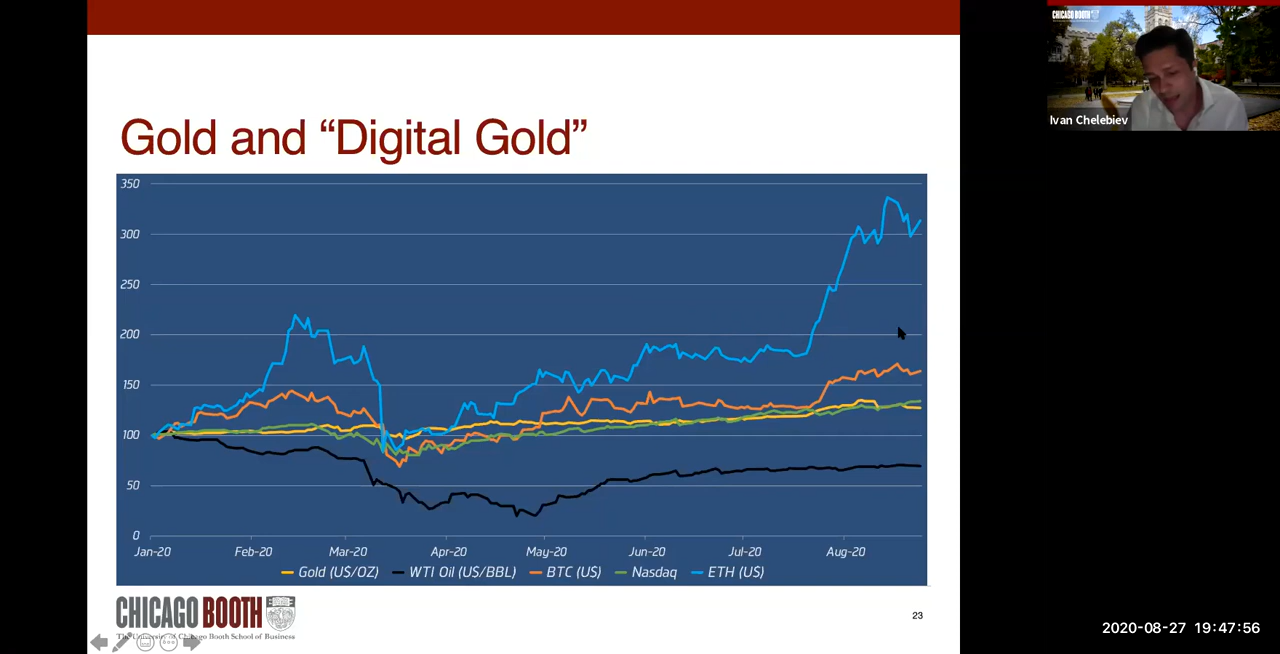 CHICAGO BOOTH
Ivan Chelebiev
Gold and “Digital Gold”
350
300
250
200
150
100
50
0
Jan-20 Feb-20 Mar-20 Apr-20 May-20 Jun-20 Jul-20 Aug-20
Gold (US/OZ) WTI Oil (US/BBL) BTC (US) Nasdaq ETH (US)
CHICAGO BOOTH
The University of Chicago Booth School of Business
23
2020-08-27 19:47:56